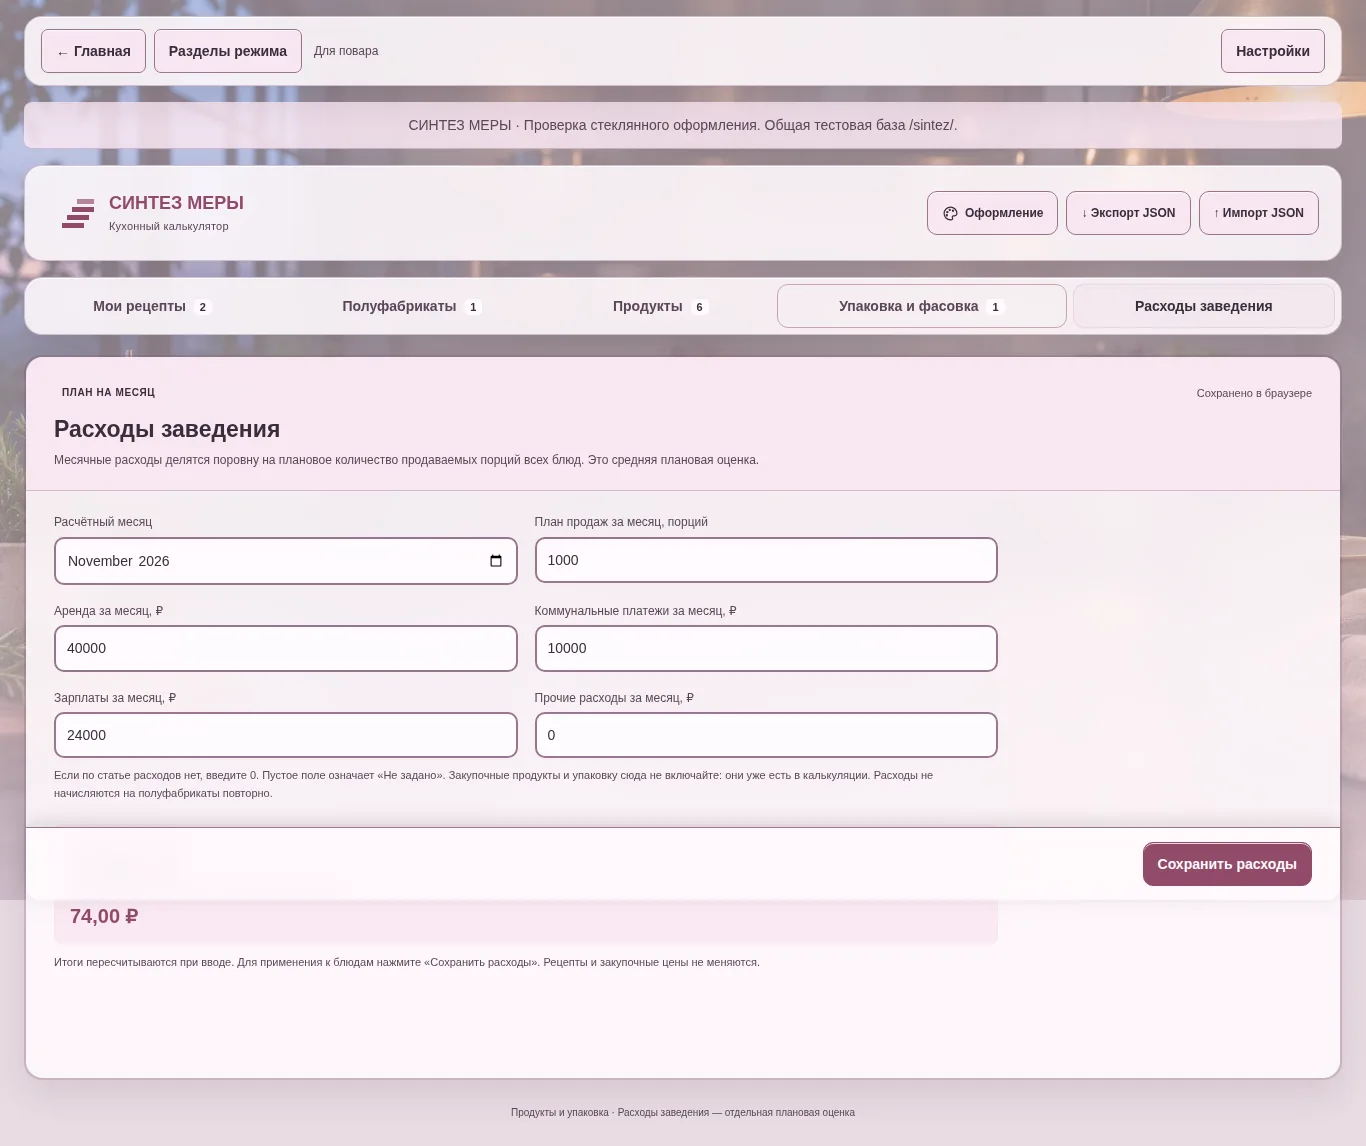 ← Главная
Разделы режима
Для повара
Настройки
СИНТЕЗ МЕРЫ · Проверка стеклянного оформления. Общая тестовая база /sintez/.
СИНТЕЗ МЕРЫ
Кухонный калькулятор
Оформление
↓ Экспорт JSON
↑ Импорт JSON
Мои рецепты 2
Полуфабрикаты 1
Продукты 6
Упаковка и фасовка 1
Расходы заведения
ПЛАН НА МЕСЯЦ
Сохранено в браузере
Расходы заведения
Месячные расходы делятся поровну на плановое количество продаваемых порций всех блюд. Это средняя плановая оценка.
Расчётный месяц
План продаж за месяц, порций
November 2026
1000
Аренда за месяц, ₽
Коммунальные платежи за месяц, ₽
40000
10000
Зарплаты за месяц, ₽
Прочие расходы за месяц, ₽
24000
0
Если по статье расходов нет, введите 0. Пустое поле означает «Не задано». Закупочные продукты и упаковку сюда не включайте: они уже есть в калькуляции. Расходы не
начисляются на полуфабрикаты повторно.
Сохранить расходы
74,00 ₽
Итоги пересчитываются при вводе. Для применения к блюдам нажмите «Сохранить расходы». Рецепты и закупочные цены не меняются.
Продукты и упаковка · Расходы заведения — отдельная плановая оценка